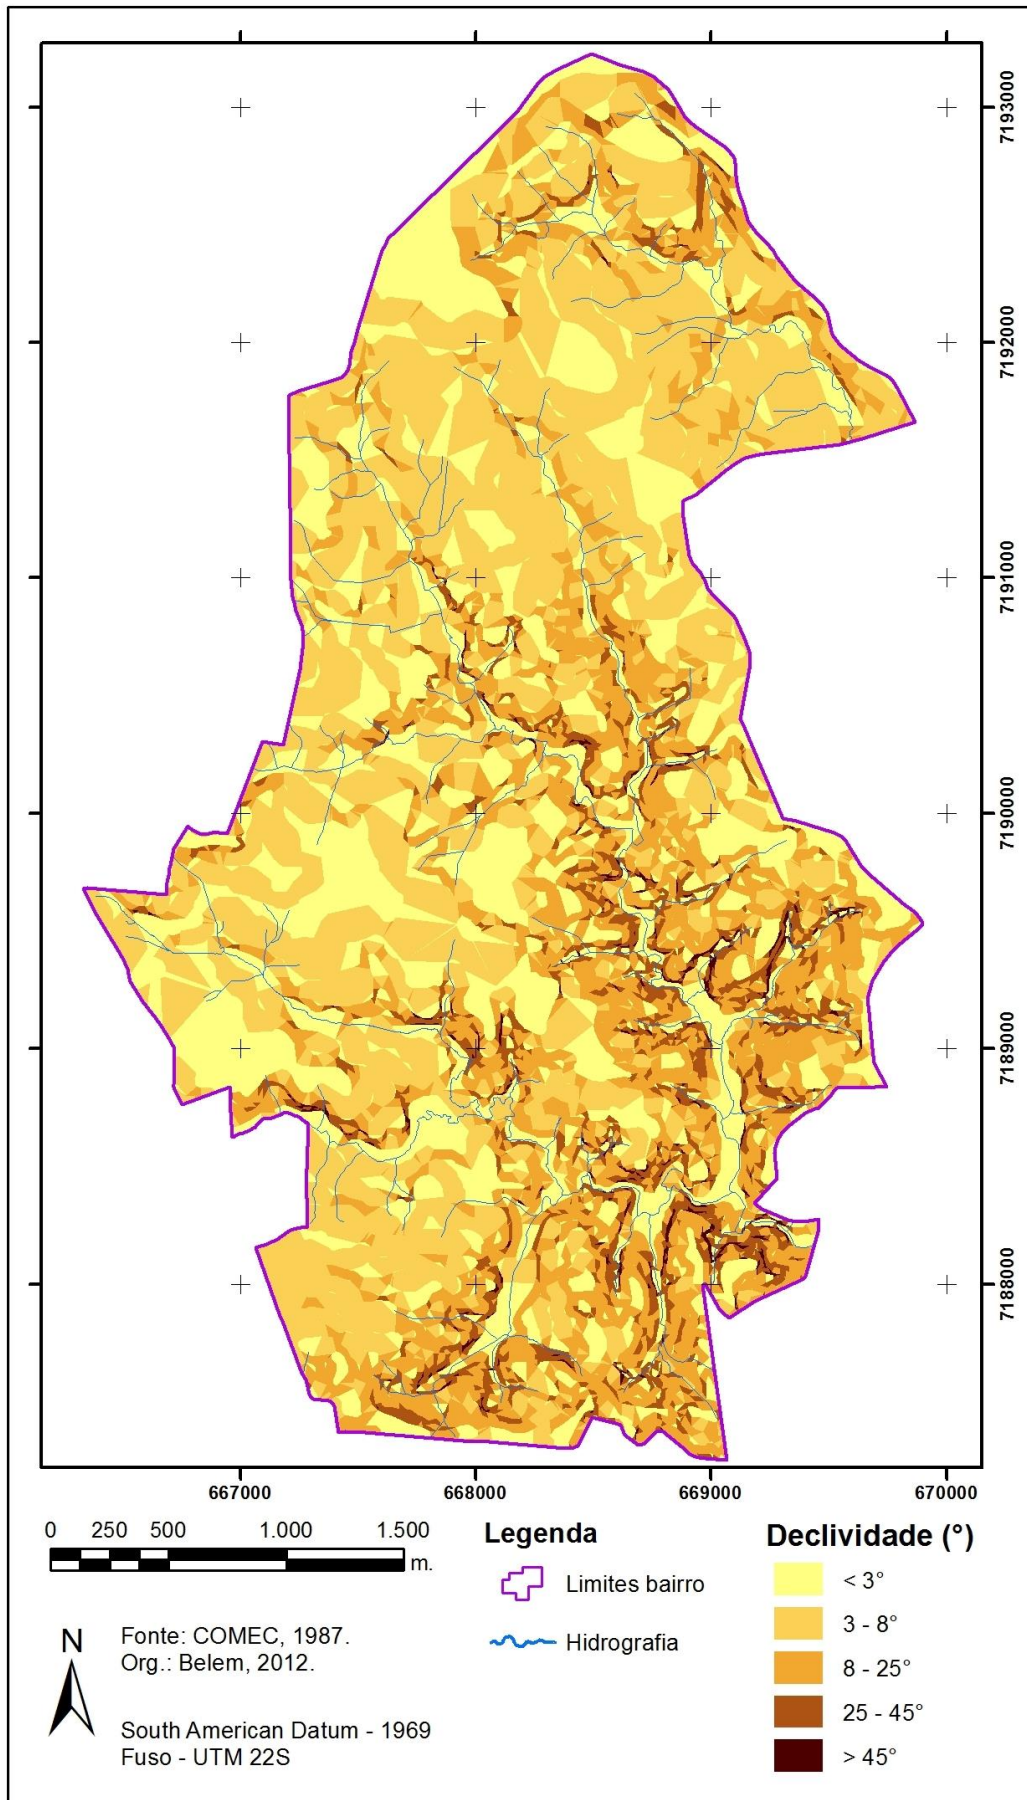 7193000
7192000
7191000
7190000
7189000
7188000
667000
668000
669000
670000
0 250 500 1.000 1.500
m.
Legenda
Limites bairro
Hidrografia
Declividade (°)
< 3°
3 - 8°
8 - 25°
25 - 45°
> 45°
N
Fonte: COMEC, 1987.
Org.: Belem, 2012.
South American Datum - 1969
Fuso - UTM 22S